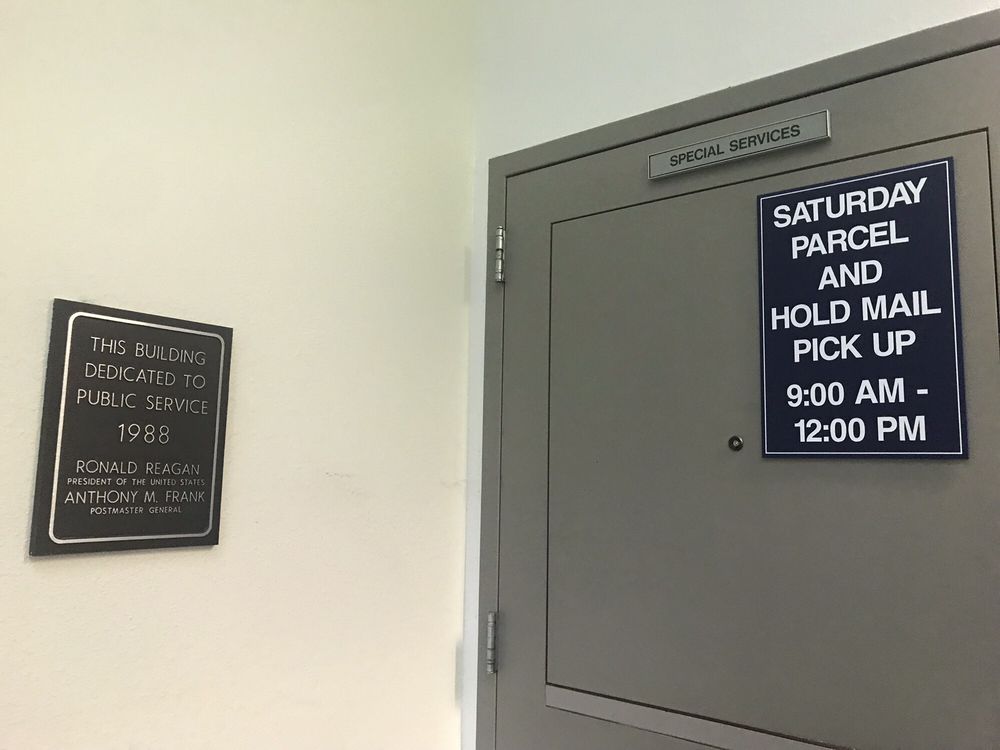 THIS BUILDING
DEDICATED TO
PUBLIC SERVICE
1988
RONALD REAGAN
PRESIDENT OF THE UNITED STATES
ANTHONY M. FRANK
POSTMASTER GENERAL
SPECIAL SERVICES
SATURDAY
PARCEL
AND
HOLD MAIL
PICK UP
9:00 AM -
12:00 PM